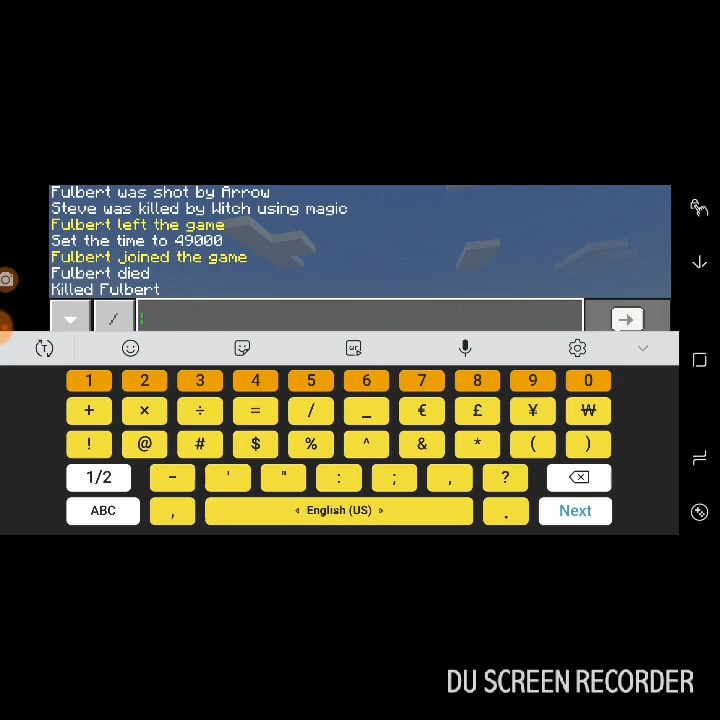 Fulbert was shot by Arrow
Steve was killed by Witch using magic
Fulbert left the game
Set the time to 49000
Fulbert joined the game
Fulbert died
Killed Fulbert
/
T GIF
1 2 3 4 5 6 7 8 9 0
+ × ÷ = / _ € £ ¥ ₩
! @ # $ % ^ & * ( )
1/2 - ' " : ; , ?
ABC , English (US) . Next
DU SCREEN RECORDER